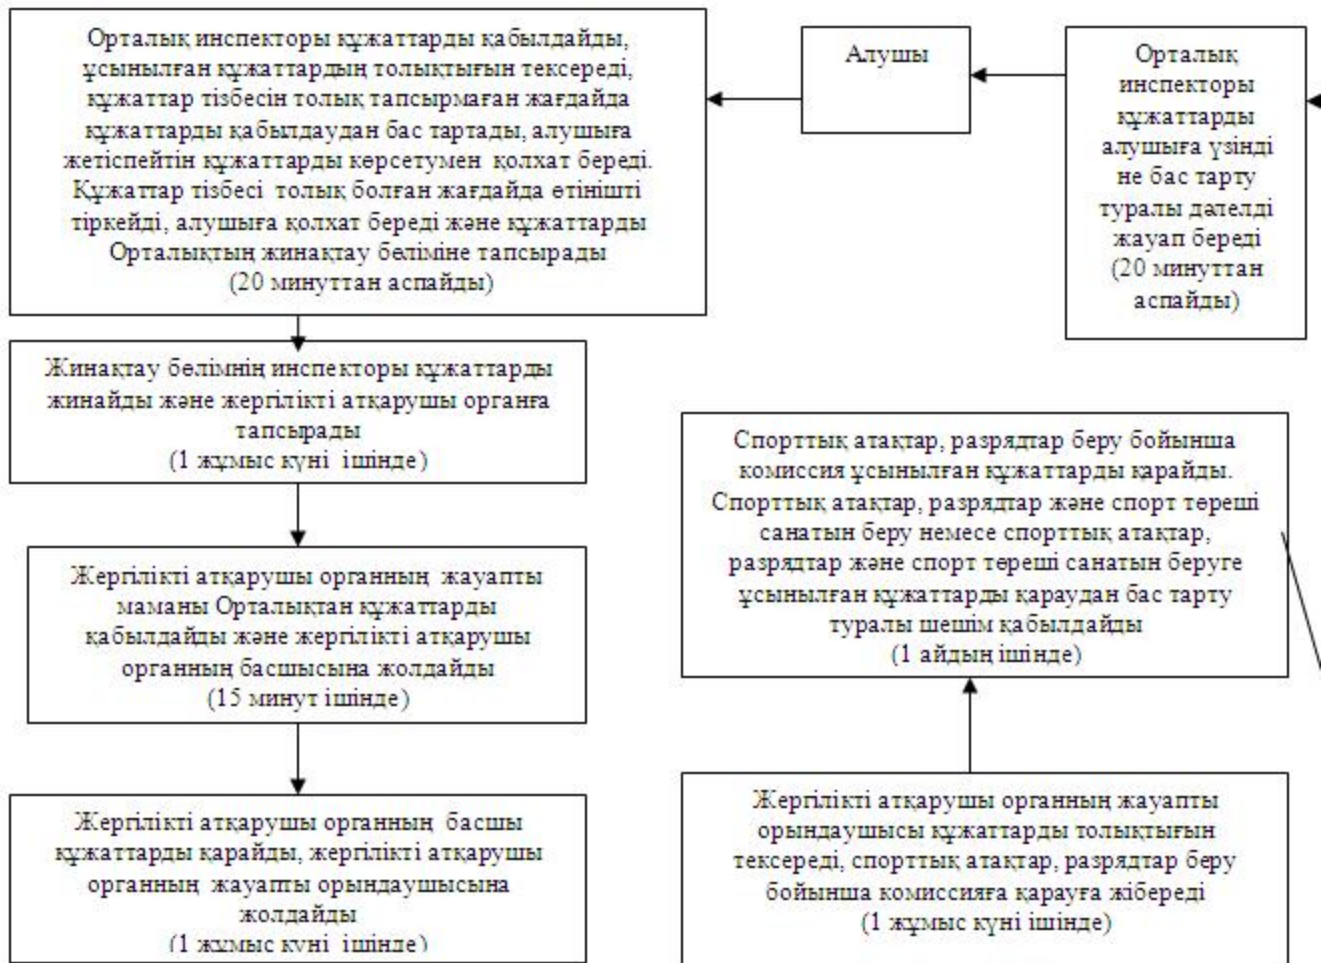 Орталық инспекторы құжаттарды қабылдайды,
ұсынылған құжаттардың толықтығын тексереді,
құжаттар тізбесін толық тапсырмаған жағдайда
құжаттарды қабылдаудан бас тартады, алушыға
жетіспейтін құжаттарды көрсетумен қолхат береді.
Құжаттар тізбесі толық болған жағдайда өтінішті
тіркейді, алушыға қолхат береді және құжаттарды
Орталықтың жинақтау бөліміне тапсырады
(20 минуттан аспайды)
Алушы
Орталық
инспекторы
құжаттарды
алушыға үзінді
не бас тарту
туралы дәлелді
жауап береді
(20 минуттан
аспайды)
Жинақтау бөлімнің инспекторы құжаттарды
жинайды және жергілікті атқарушы органға
тапсырады
(1 жұмыс күні ішінде)
Жергілікті атқарушы органның жауапты
маманы Орталықтан құжаттарды
қабылдайды және жергілікті атқарушы
органның басшысына жолдайды
(15 минут ішінде)
Жергілікті атқарушы органның басшы
құжаттарды қарайды, жергілікті атқарушы
органның жауапты орындаушысына
жолдайды
(1 жұмыс күні ішінде)
Спорттық атақтар, разрядтар беру бойынша
комиссия ұсынылған құжаттарды қарайды.
Спорттық атақтар, разрядтар және спорт төреші
санатын беру немесе спорттық атақтар,
разрядтар және спорт төреші санатын беруге
ұсынылған құжаттарды қараудан бас тарту
туралы шешім қабылдайды
(1 айдың ішінде)
Жергілікті атқарушы органның жауапты
орындаушысы құжаттарды толықтығын
тексереді, спорттық атақтар, разрядтар беру
бойынша комиссияға қарауға жібереді
(1 жұмыс күні ішінде)